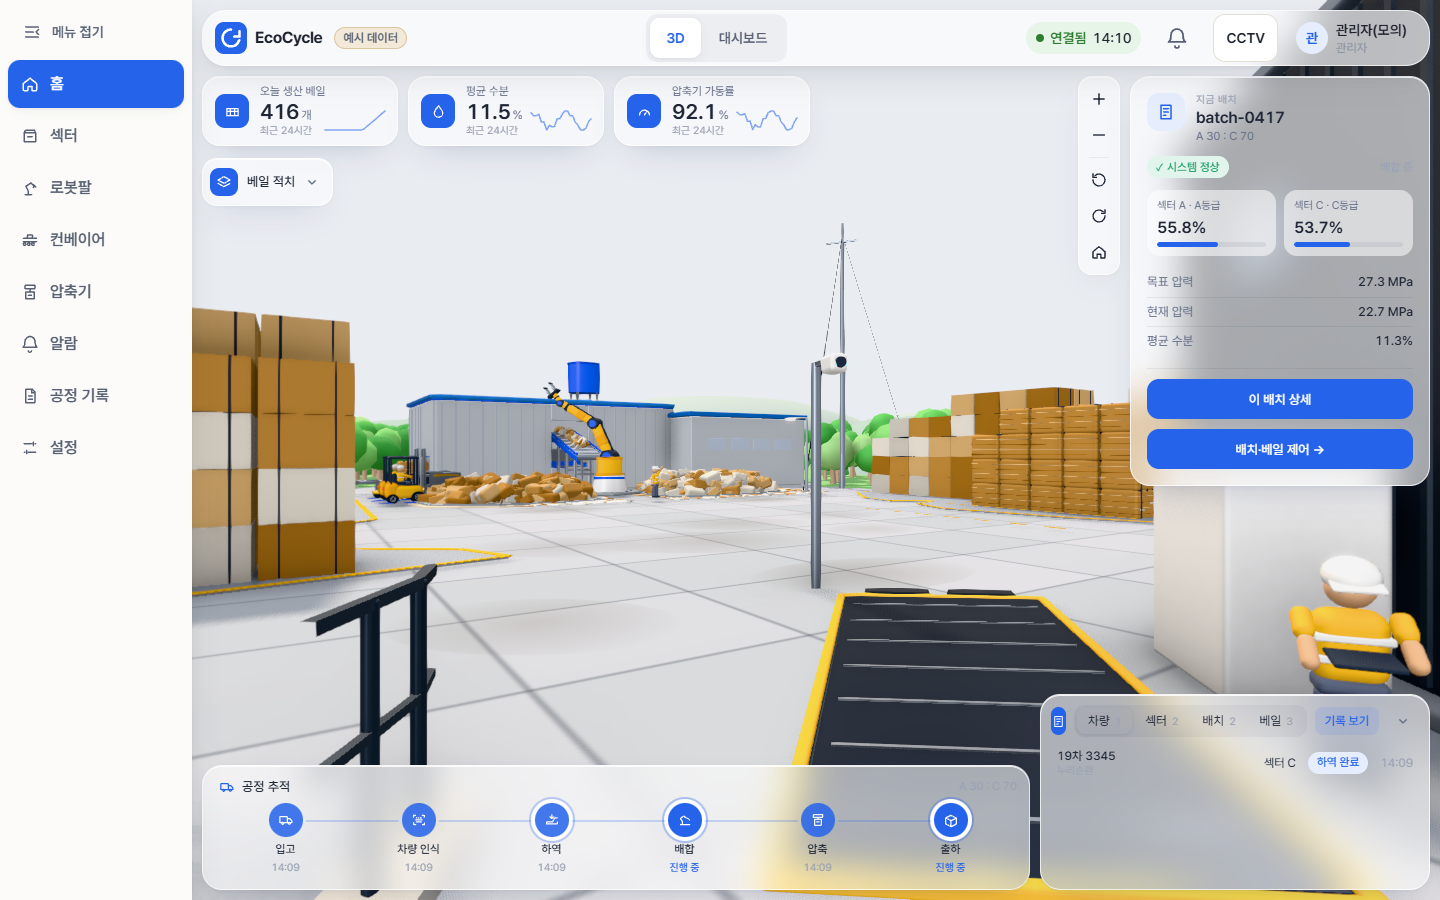 메뉴 접기
홈
섹터
로봇팔
컨베이어
압축기
알람
공정 기록
설정
EcoCycle
예시 데이터
3D
대시보드
연결됨 14:10
CCTV
관
관리자(모의)
관리자
오늘 생산 베일
416개
최근 24시간
평균 수분
11.5%
최근 24시간
압축기 가동률
92.1%
최근 24시간
베일 적치
지금 배치
batch-0417
A 30 : C 70
✓ 시스템 정상
배합 중
섹터 A · A등급
55.8%
섹터 C · C등급
53.7%
목표 압력 27.3 MPa
현재 압력 22.7 MPa
평균 수분 11.3%
이 배치 상세
배치·베일 제어 →
공정 추적
A 30 : C 70
입고
14:09
차량 인식
14:09
하역
14:09
배합
진행 중
압축
14:09
출하
진행 중
차량
섹터 2
배치 2
베일 3
기록 보기
19차 3345
섹터 C
하역 완료
14:09